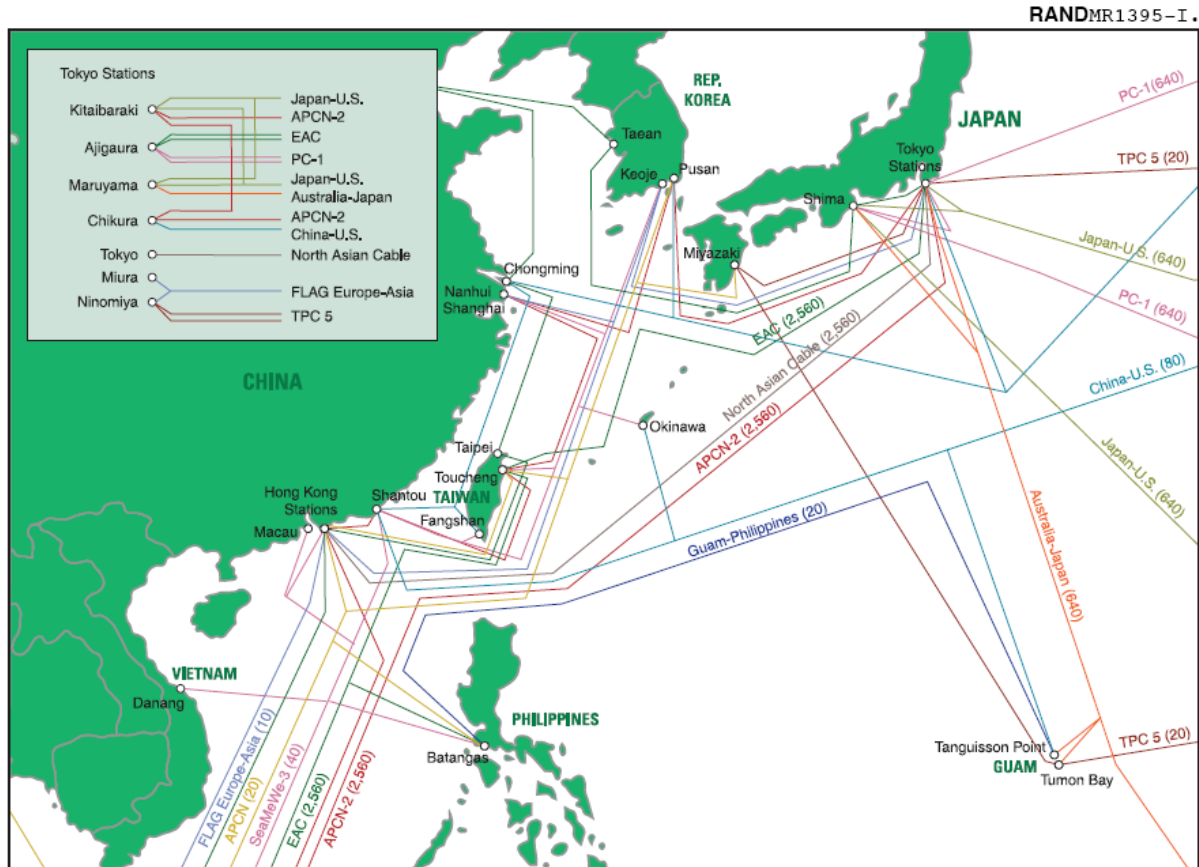 RANDMR1395-I.
Tokyo Stations
Kitaibaraki
Japan-U.S.
APCN-2
EAC
Ajigaura
PC-1
Maruyama
Japan-U.S.
Australia-Japan
Chikura
APCN-2
China-U.S.
Tokyo
North Asian Cable
Miura
FLAG Europe-Asia
Ninomiya
TPC 5
REP.
KOREA
Taean
Keoje
Pusan
JAPAN
Tokyo
Stations
Shima
Miyazaki
PC-1(640)
TPC 5 (20)
Japan-U.S. (640)
PC-1 (640)
China-U.S. (80)
Japan-U.S. (640)
Chongming
Nanhui
Shanghai
CHINA
EAC (2,560)
North Asian Cable (2,560)
APCN-2 (2,560)
Okinawa
Taipei
Toucheng
TAIWAN
Fangshan
Shantou
Hong Kong
Stations
Macau
Guam-Philippines (20)
Australia-Japan (640)
VIETNAM
Danang
PHILIPPINES
Batangas
FLAG Europe-Asia (10)
APCN (20)
SeaMeWe-3 (40)
EAC (2,560)
APCN-2 (2,560)
Tanguisson Point
GUAM
Tumon Bay
TPC 5 (20)